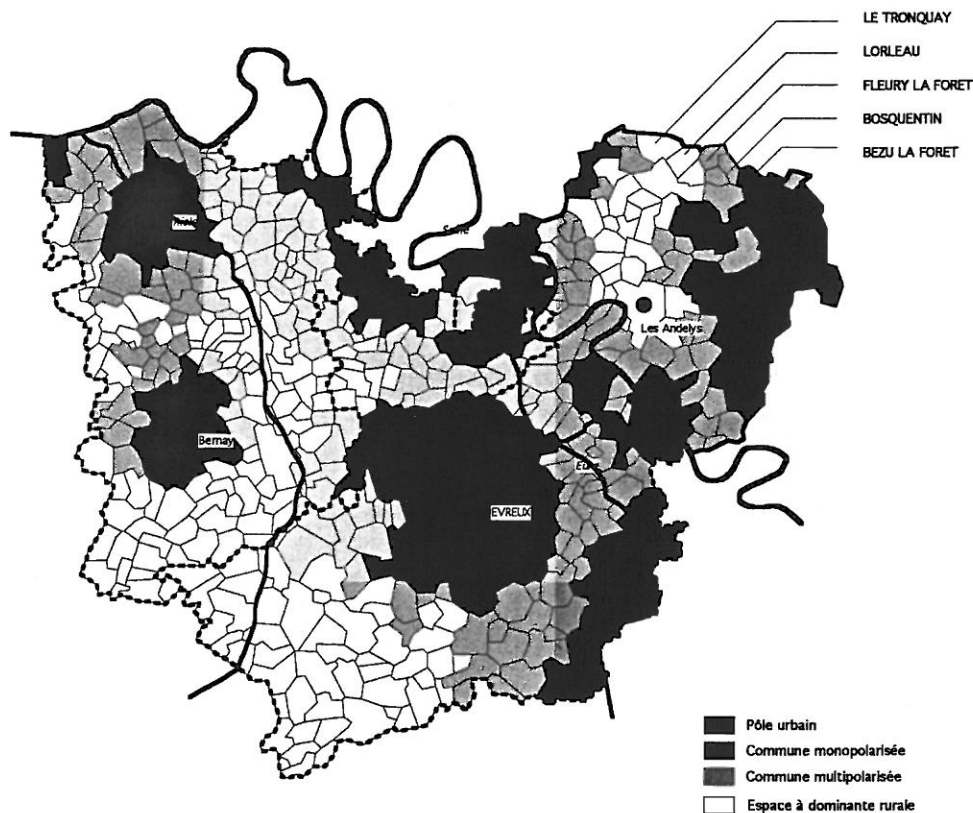 LE TRONQUAY
LORLEAU
FLEURY LA FORET
BOSQUENTIN
BEZU LA FORET
Les Andelys
Bernay
EVREUX
Pôle urbain
Commune monopolarisée
Commune multipolarisée
Espace à dominante rurale